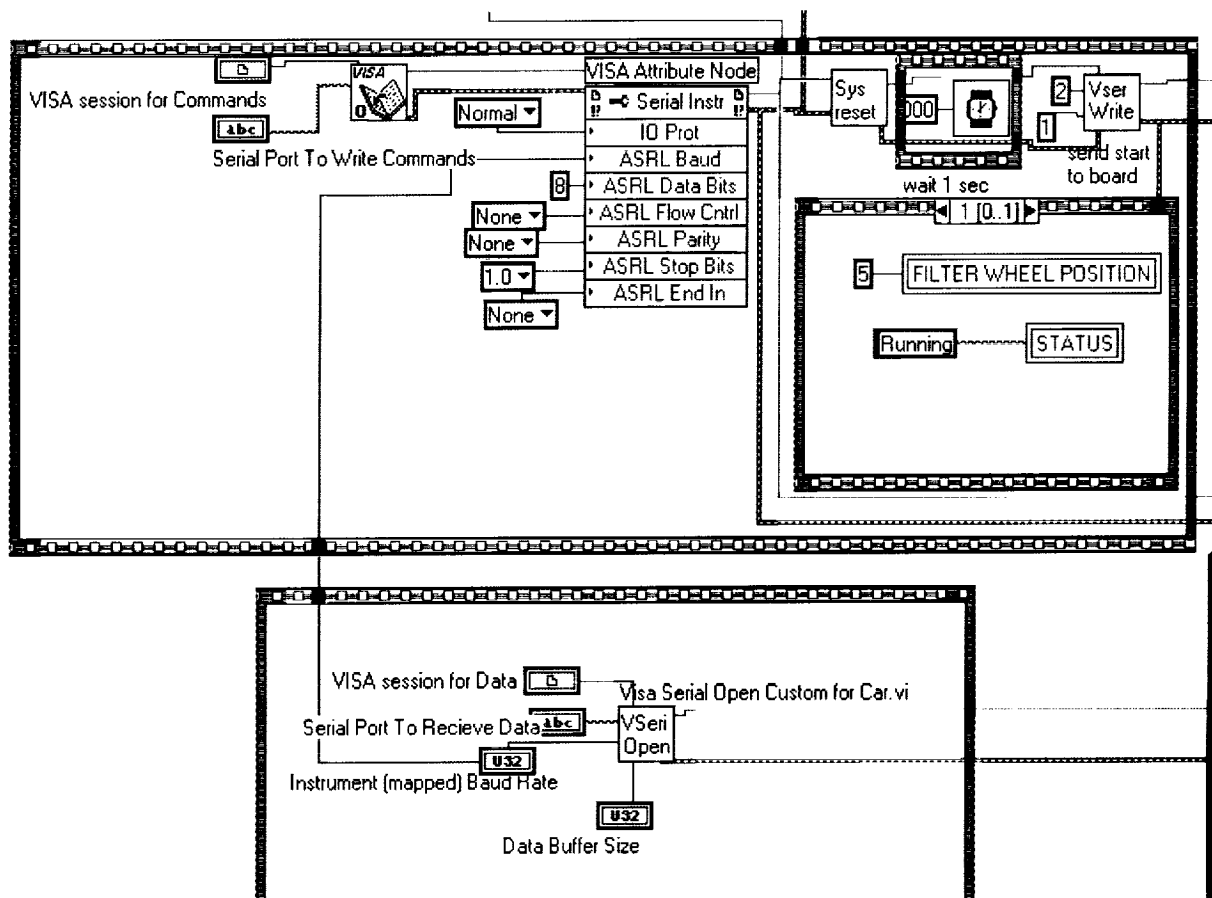 VISA
0
VISA session for Commands
abc
Serial Port To Write Commands
VISA Attribute Node
Serial Instr
Normal
IO Prot
ASRL Baud
8
ASRL Data Bits
None
ASRL Flow Cntrl
None
ASRL Parity
1.0
ASRL Stop Bits
ASRL End In
None
Sys
reset
000
wait 1 sec
2
1
Vser
Write
send start
to board
1 [0..1]
5
FILTER WHEEL POSITION
Running
STATUS
VISA session for Data
Visa Serial Open Custom for Car.vi
Serial Port To Recieve Data
abc
VSeri
Open
U32
Instrument (mapped) Baud Rate
U32
Data Buffer Size